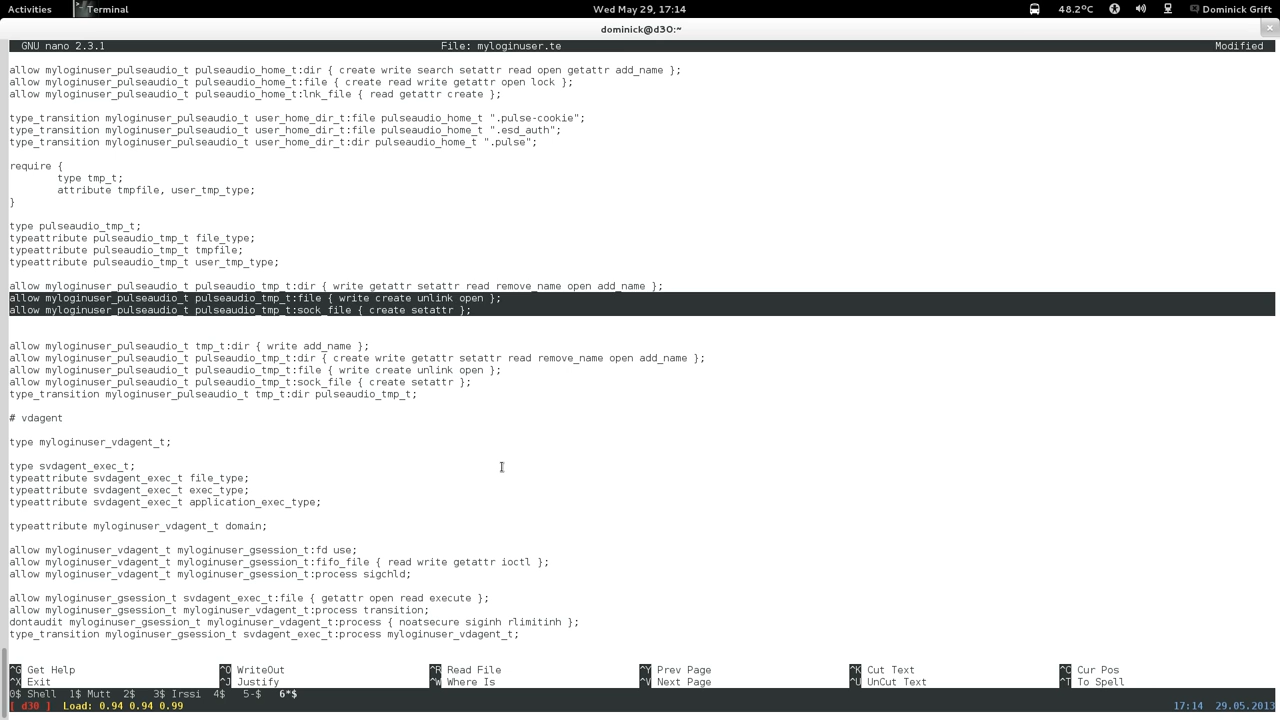 Activities Terminal Wed May 29, 17:14 48.2°C Dominick Grift
dominick@d30:~
GNU nano 2.3.1 File: myloginuser.te Modified
allow myloginuser_pulseaudio_t pulseaudio_home_t:dir { create write search setattr read open getattr add_name };
allow myloginuser_pulseaudio_t pulseaudio_home_t:file { create read write getattr open lock };
allow myloginuser_pulseaudio_t pulseaudio_home_t:lnk_file { read getattr create };
type_transition myloginuser_pulseaudio_t user_home_dir_t:file pulseaudio_home_t ".pulse-cookie";
type_transition myloginuser_pulseaudio_t user_home_dir_t:file pulseaudio_home_t ".esd_auth";
type_transition myloginuser_pulseaudio_t user_home_dir_t:dir pulseaudio_home_t ".pulse";
require {
type tmp_t;
attribute tmpfile, user_tmp_type;
}
type pulseaudio_tmp_t;
typeattribute pulseaudio_tmp_t file_type;
typeattribute pulseaudio_tmp_t tmpfile;
typeattribute pulseaudio_tmp_t user_tmp_type;
allow myloginuser_pulseaudio_t pulseaudio_tmp_t:dir { write getattr setattr read remove_name open add_name };
allow myloginuser_pulseaudio_t pulseaudio_tmp_t:file { write create unlink open };
allow myloginuser_pulseaudio_t pulseaudio_tmp_t:sock_file { create setattr };
allow myloginuser_pulseaudio_t tmp_t:dir { write add_name };
allow myloginuser_pulseaudio_t pulseaudio_tmp_t:dir { create write getattr setattr read remove_name open add_name };
allow myloginuser_pulseaudio_t pulseaudio_tmp_t:file { write create unlink open };
allow myloginuser_pulseaudio_t pulseaudio_tmp_t:sock_file { create setattr };
type_transition myloginuser_pulseaudio_t tmp_t:dir pulseaudio_tmp_t;
# vdagent
type myloginuser_vdagent_t;
type svdagent_exec_t;
typeattribute svdagent_exec_t file_type;
typeattribute svdagent_exec_t exec_type;
typeattribute svdagent_exec_t application_exec_type;
typeattribute myloginuser_vdagent_t domain;
allow myloginuser_vdagent_t myloginuser_gsession_t:fd use;
allow myloginuser_vdagent_t myloginuser_gsession_t:fifo_file { read write getattr ioctl };
allow myloginuser_vdagent_t myloginuser_gsession_t:process sigchld;
allow myloginuser_gsession_t svdagent_exec_t:file { getattr open read execute };
allow myloginuser_gsession_t myloginuser_vdagent_t:process transition;
dontaudit myloginuser_gsession_t myloginuser_vdagent_t:process { noatsecure siginh rlimitinh };
type_transition myloginuser_gsession_t svdagent_exec_t:process myloginuser_vdagent_t;
^G Get Help ^O WriteOut ^R Read File ^Y Prev Page ^K Cut Text ^C Cur Pos
^X Exit ^J Justify ^W Where Is ^V Next Page ^U UnCut Text ^T To Spell
0$ Shell 1$ Mutt 2$ 3$ Irssi 4$ 5-$ 6*$
[ d30 ] Load: 0.94 0.94 0.99 17:14 29.05.2013